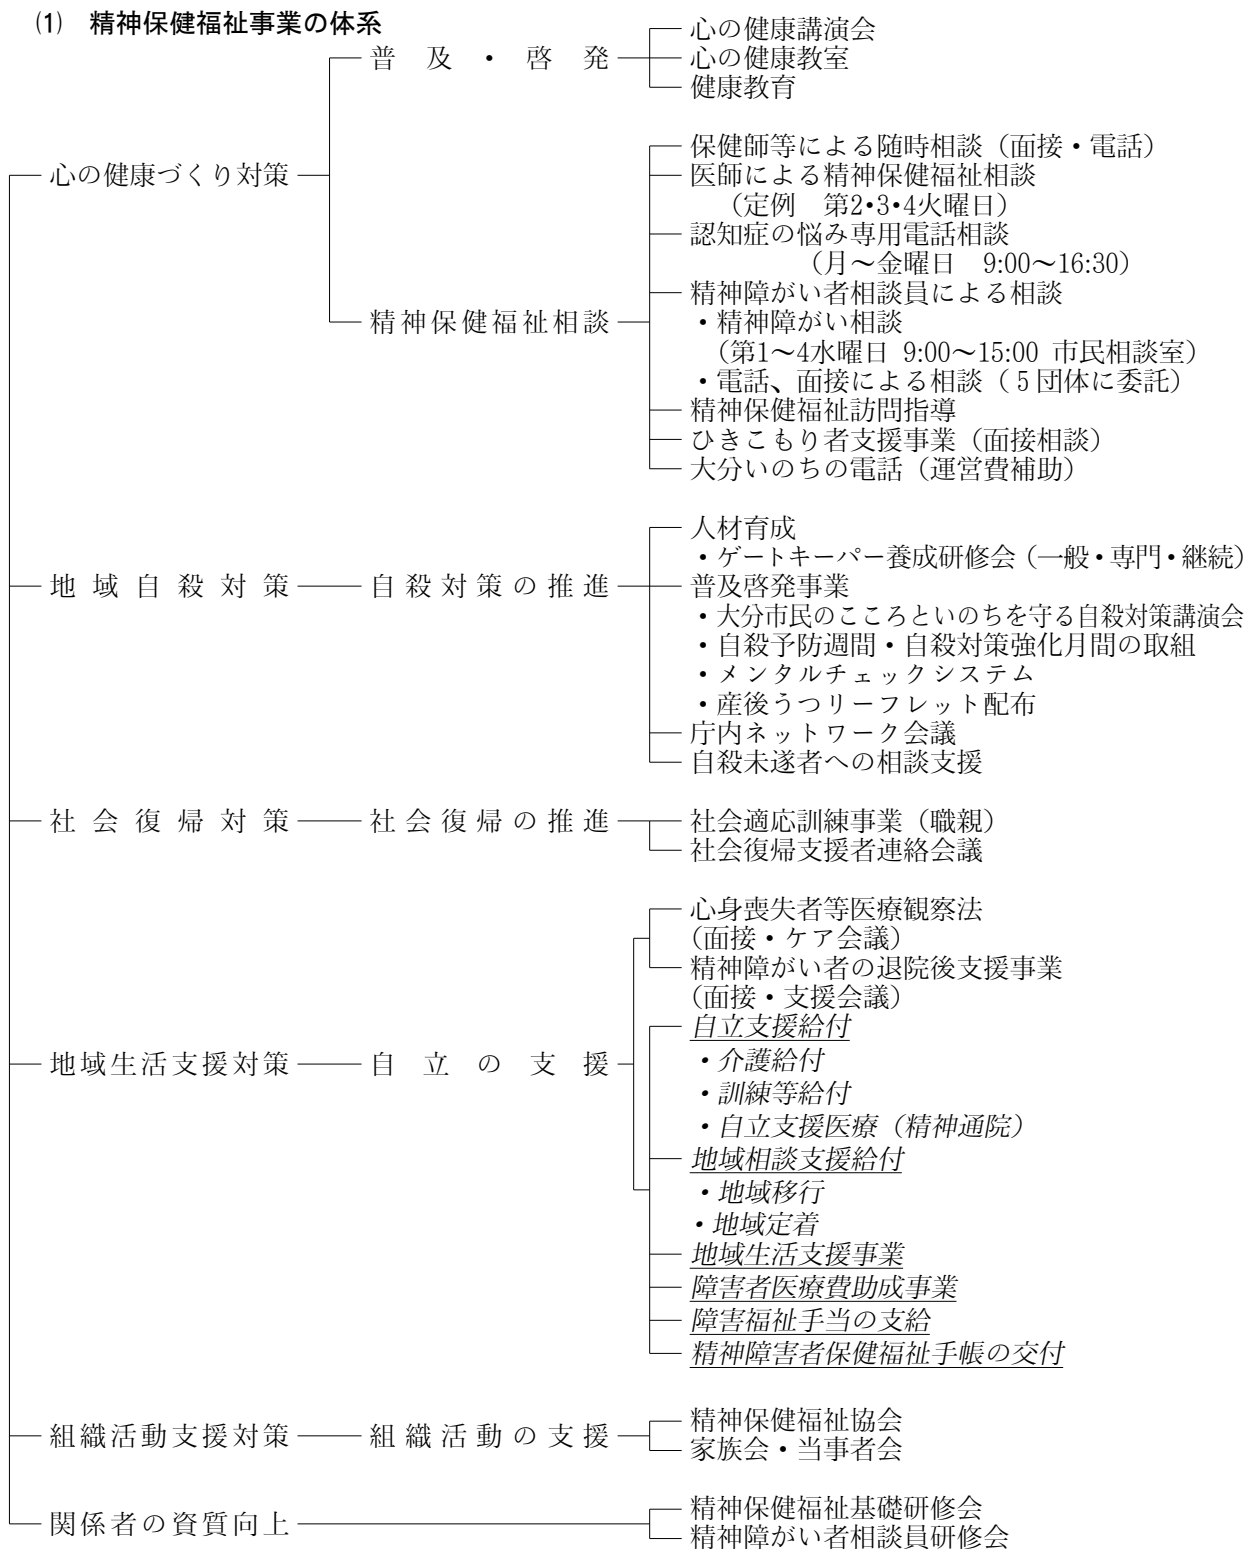 (1) 精神保健福祉事業の体系
心の健康づくり対策
普及・啓発
心の健康講演会
心の健康教室
健康教育
精神保健福祉相談
保健師等による随時相談（面接・電話）
医師による精神保健福祉相談
（定例　第2・3・4火曜日）
認知症の悩み専用電話相談
（月～金曜日　9:00～16:30）
精神障がい者相談員による相談
・精神障がい相談
（第1～4水曜日 9:00～15:00 市民相談室）
・電話、面接による相談（５団体に委託）
精神保健福祉訪問指導
ひきこもり者支援事業（面接相談）
大分いのちの電話（運営費補助）
地域自殺対策
自殺対策の推進
人材育成
・ゲートキーパー養成研修会（一般・専門・継続）
普及啓発事業
・大分市民のこころといのちを守る自殺対策講演会
・自殺予防週間・自殺対策強化月間の取組
・メンタルチェックシステム
・産後うつリーフレット配布
庁内ネットワーク会議
自殺未遂者への相談支援
社会復帰対策
社会復帰の推進
社会適応訓練事業（職親）
社会復帰支援者連絡会議
地域生活支援対策
自立の支援
心身喪失者等医療観察法
（面接・ケア会議）
精神障がい者の退院後支援事業
（面接・支援会議）
自立支援給付
・介護給付
・訓練等給付
・自立支援医療（精神通院）
地域相談支援給付
・地域移行
・地域定着
地域生活支援事業
障害者医療費助成事業
障害福祉手当の支給
精神障害者保健福祉手帳の交付
組織活動支援対策
組織活動の支援
精神保健福祉協会
家族会・当事者会
関係者の資質向上
精神保健福祉基礎研修会
精神障がい者相談員研修会